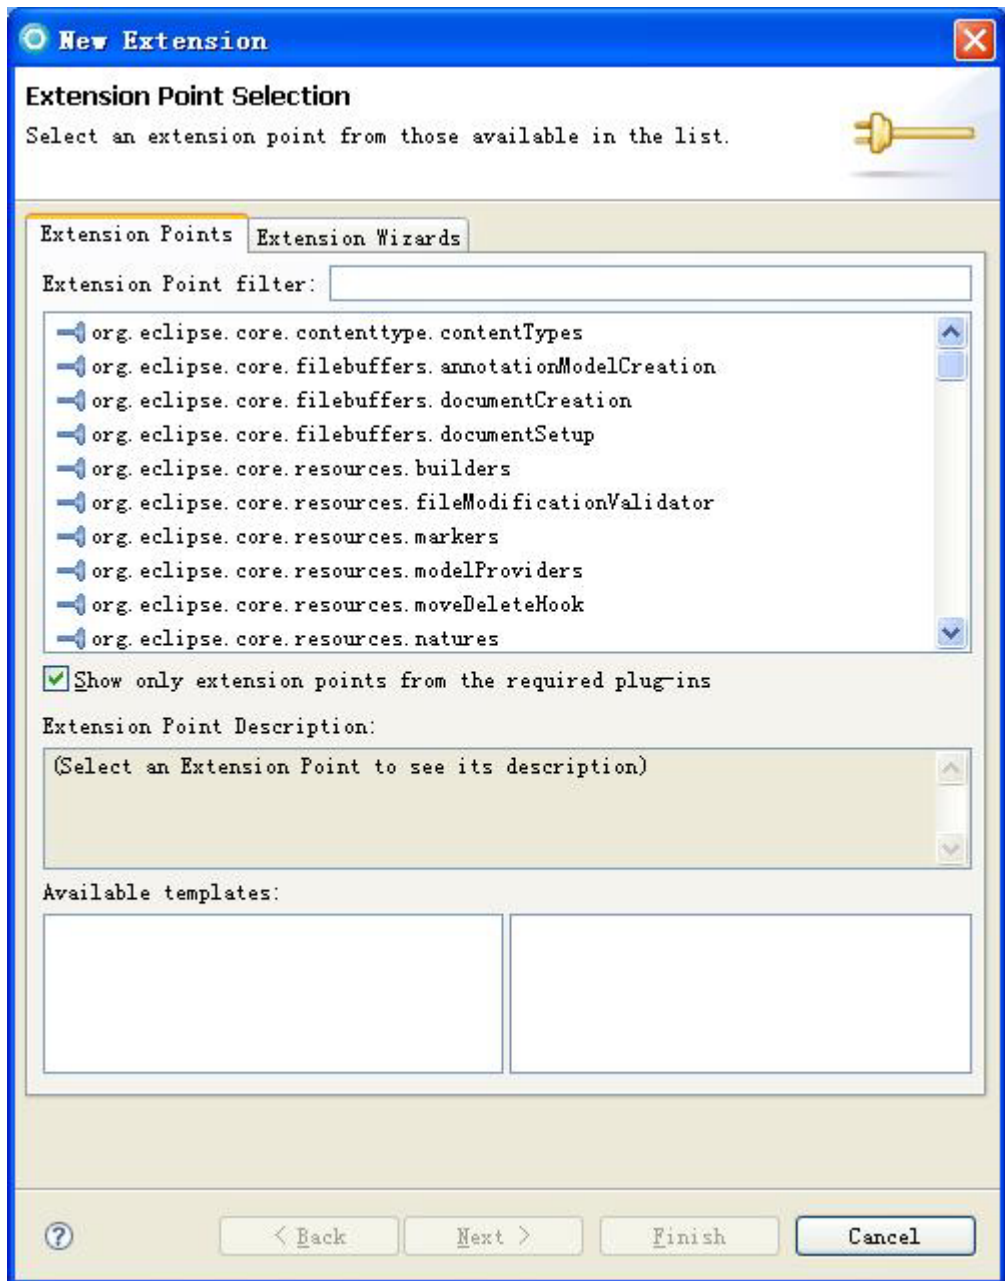 New Extension
Extension Point Selection
Select an extension point from those available in the list.
Extension Points Extension Wizards
Extension Point filter:
org.eclipse.core.contenttype.contentTypes
org.eclipse.core.filebuffers.annotationModelCreation
org.eclipse.core.filebuffers.documentCreation
org.eclipse.core.filebuffers.documentSetup
org.eclipse.core.resources.builders
org.eclipse.core.resources.fileModificationValidator
org.eclipse.core.resources.markers
org.eclipse.core.resources.modelProviders
org.eclipse.core.resources.moveDeleteHook
org.eclipse.core.resources.natures
Show only extension points from the required plug-ins
Extension Point Description:
(Select an Extension Point to see its description)
Available templates:
? < Back Next > Finish Cancel